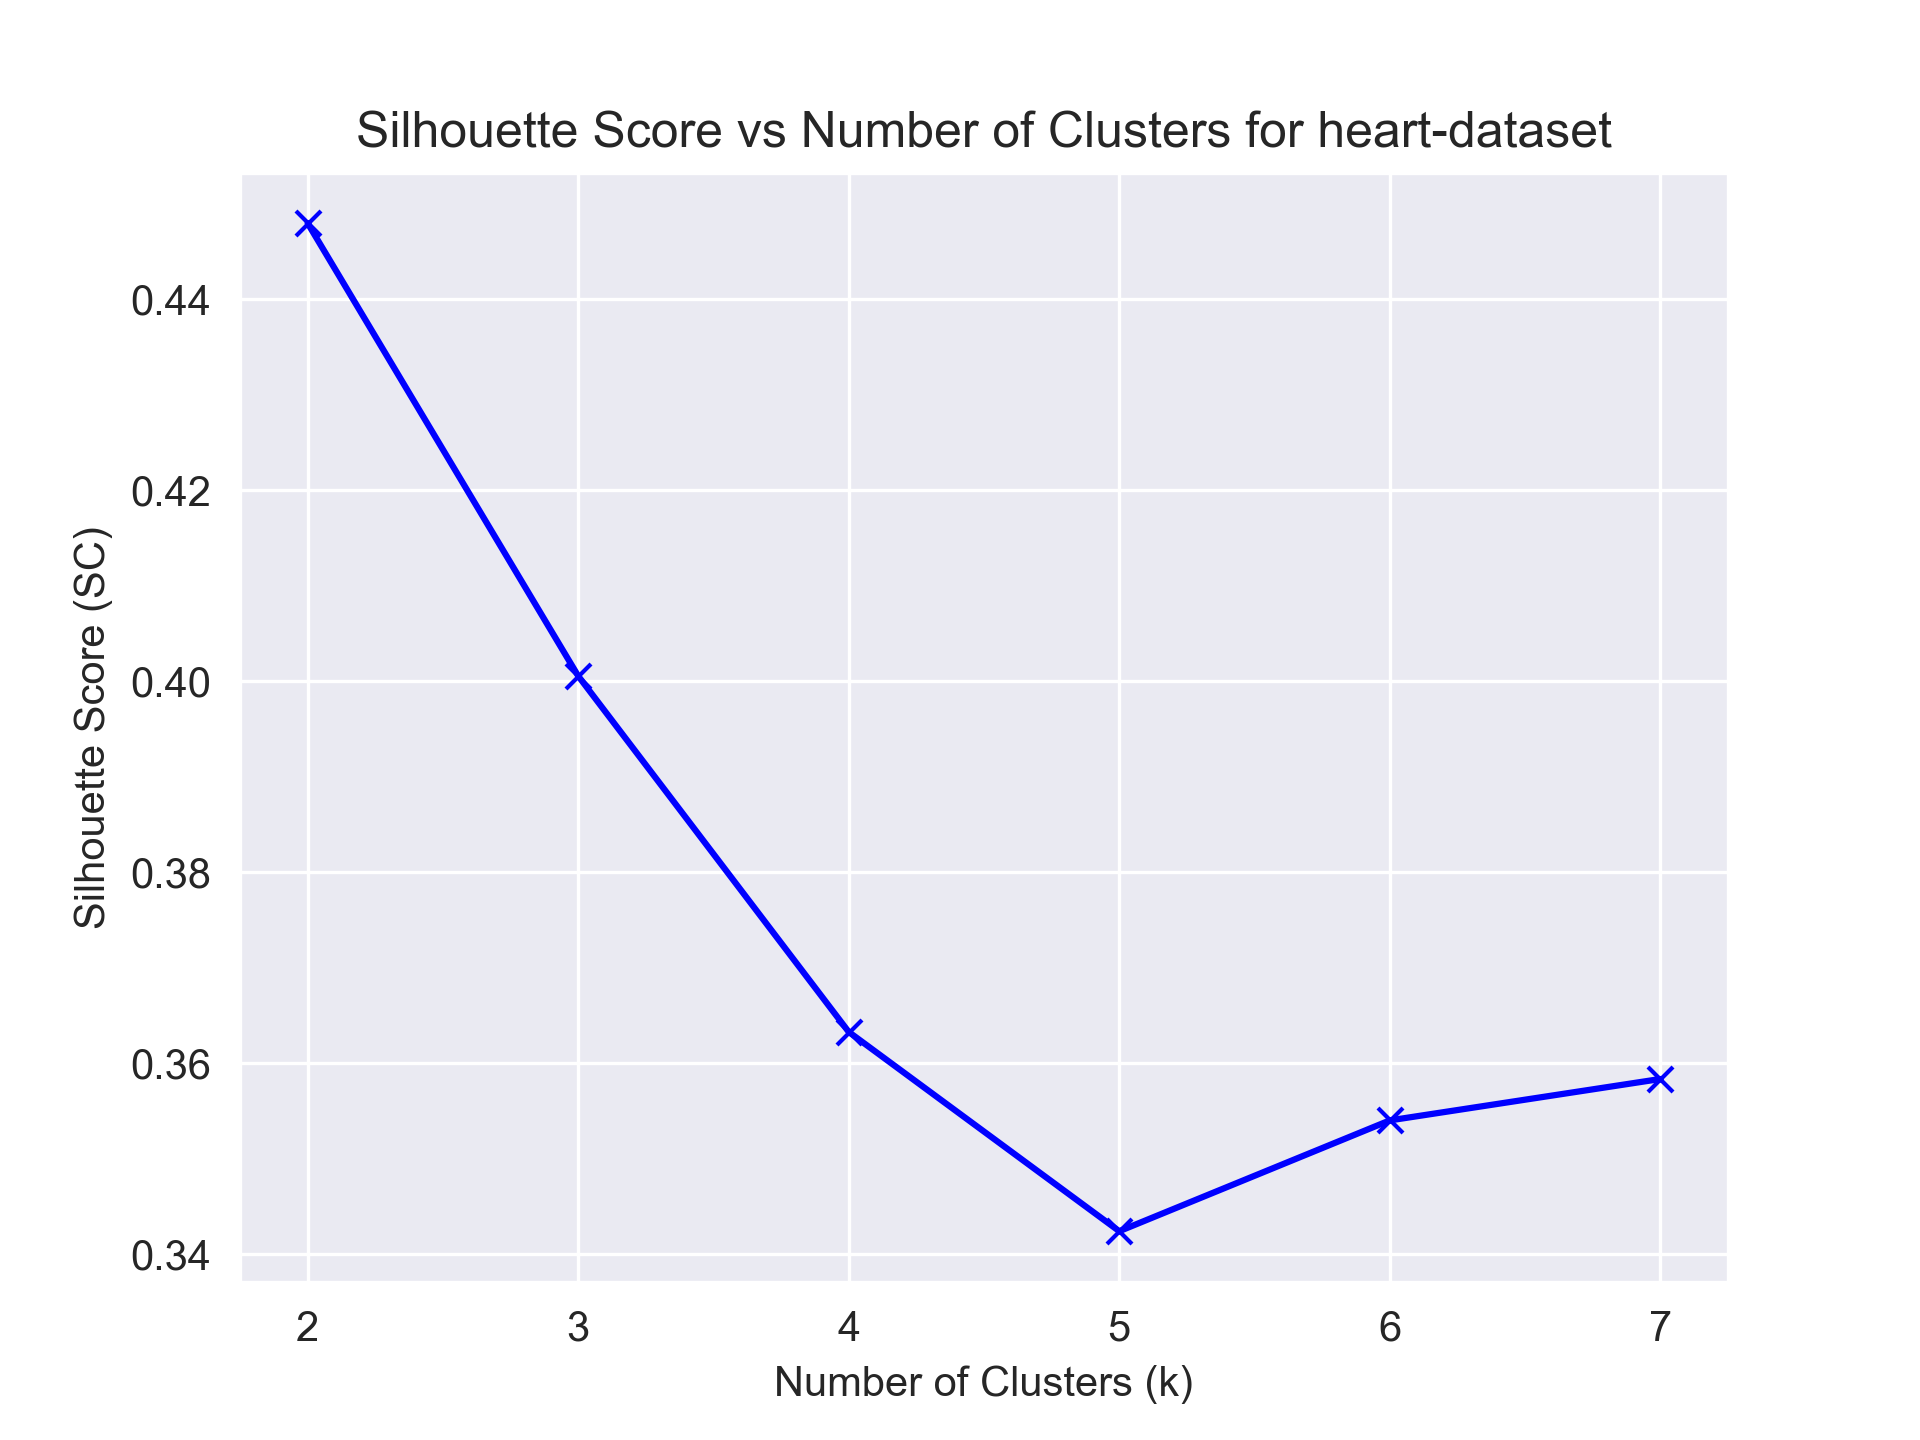 Silhouette Score vs Number of Clusters for heart-dataset
Silhouette Score (SC)
0.44
0.42
0.40
0.38
0.36
0.34
2 3 4 5 6 7
Number of Clusters (k)